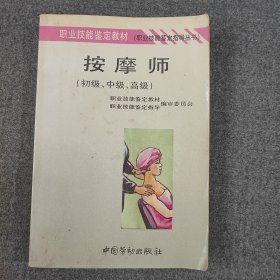 职业技能鉴定教材 (职业技能鉴定指导丛书)
按摩师
(初级、中级、高级)
职业技能鉴定教材
职业技能鉴定指导 编审委员会
中国劳动出版社